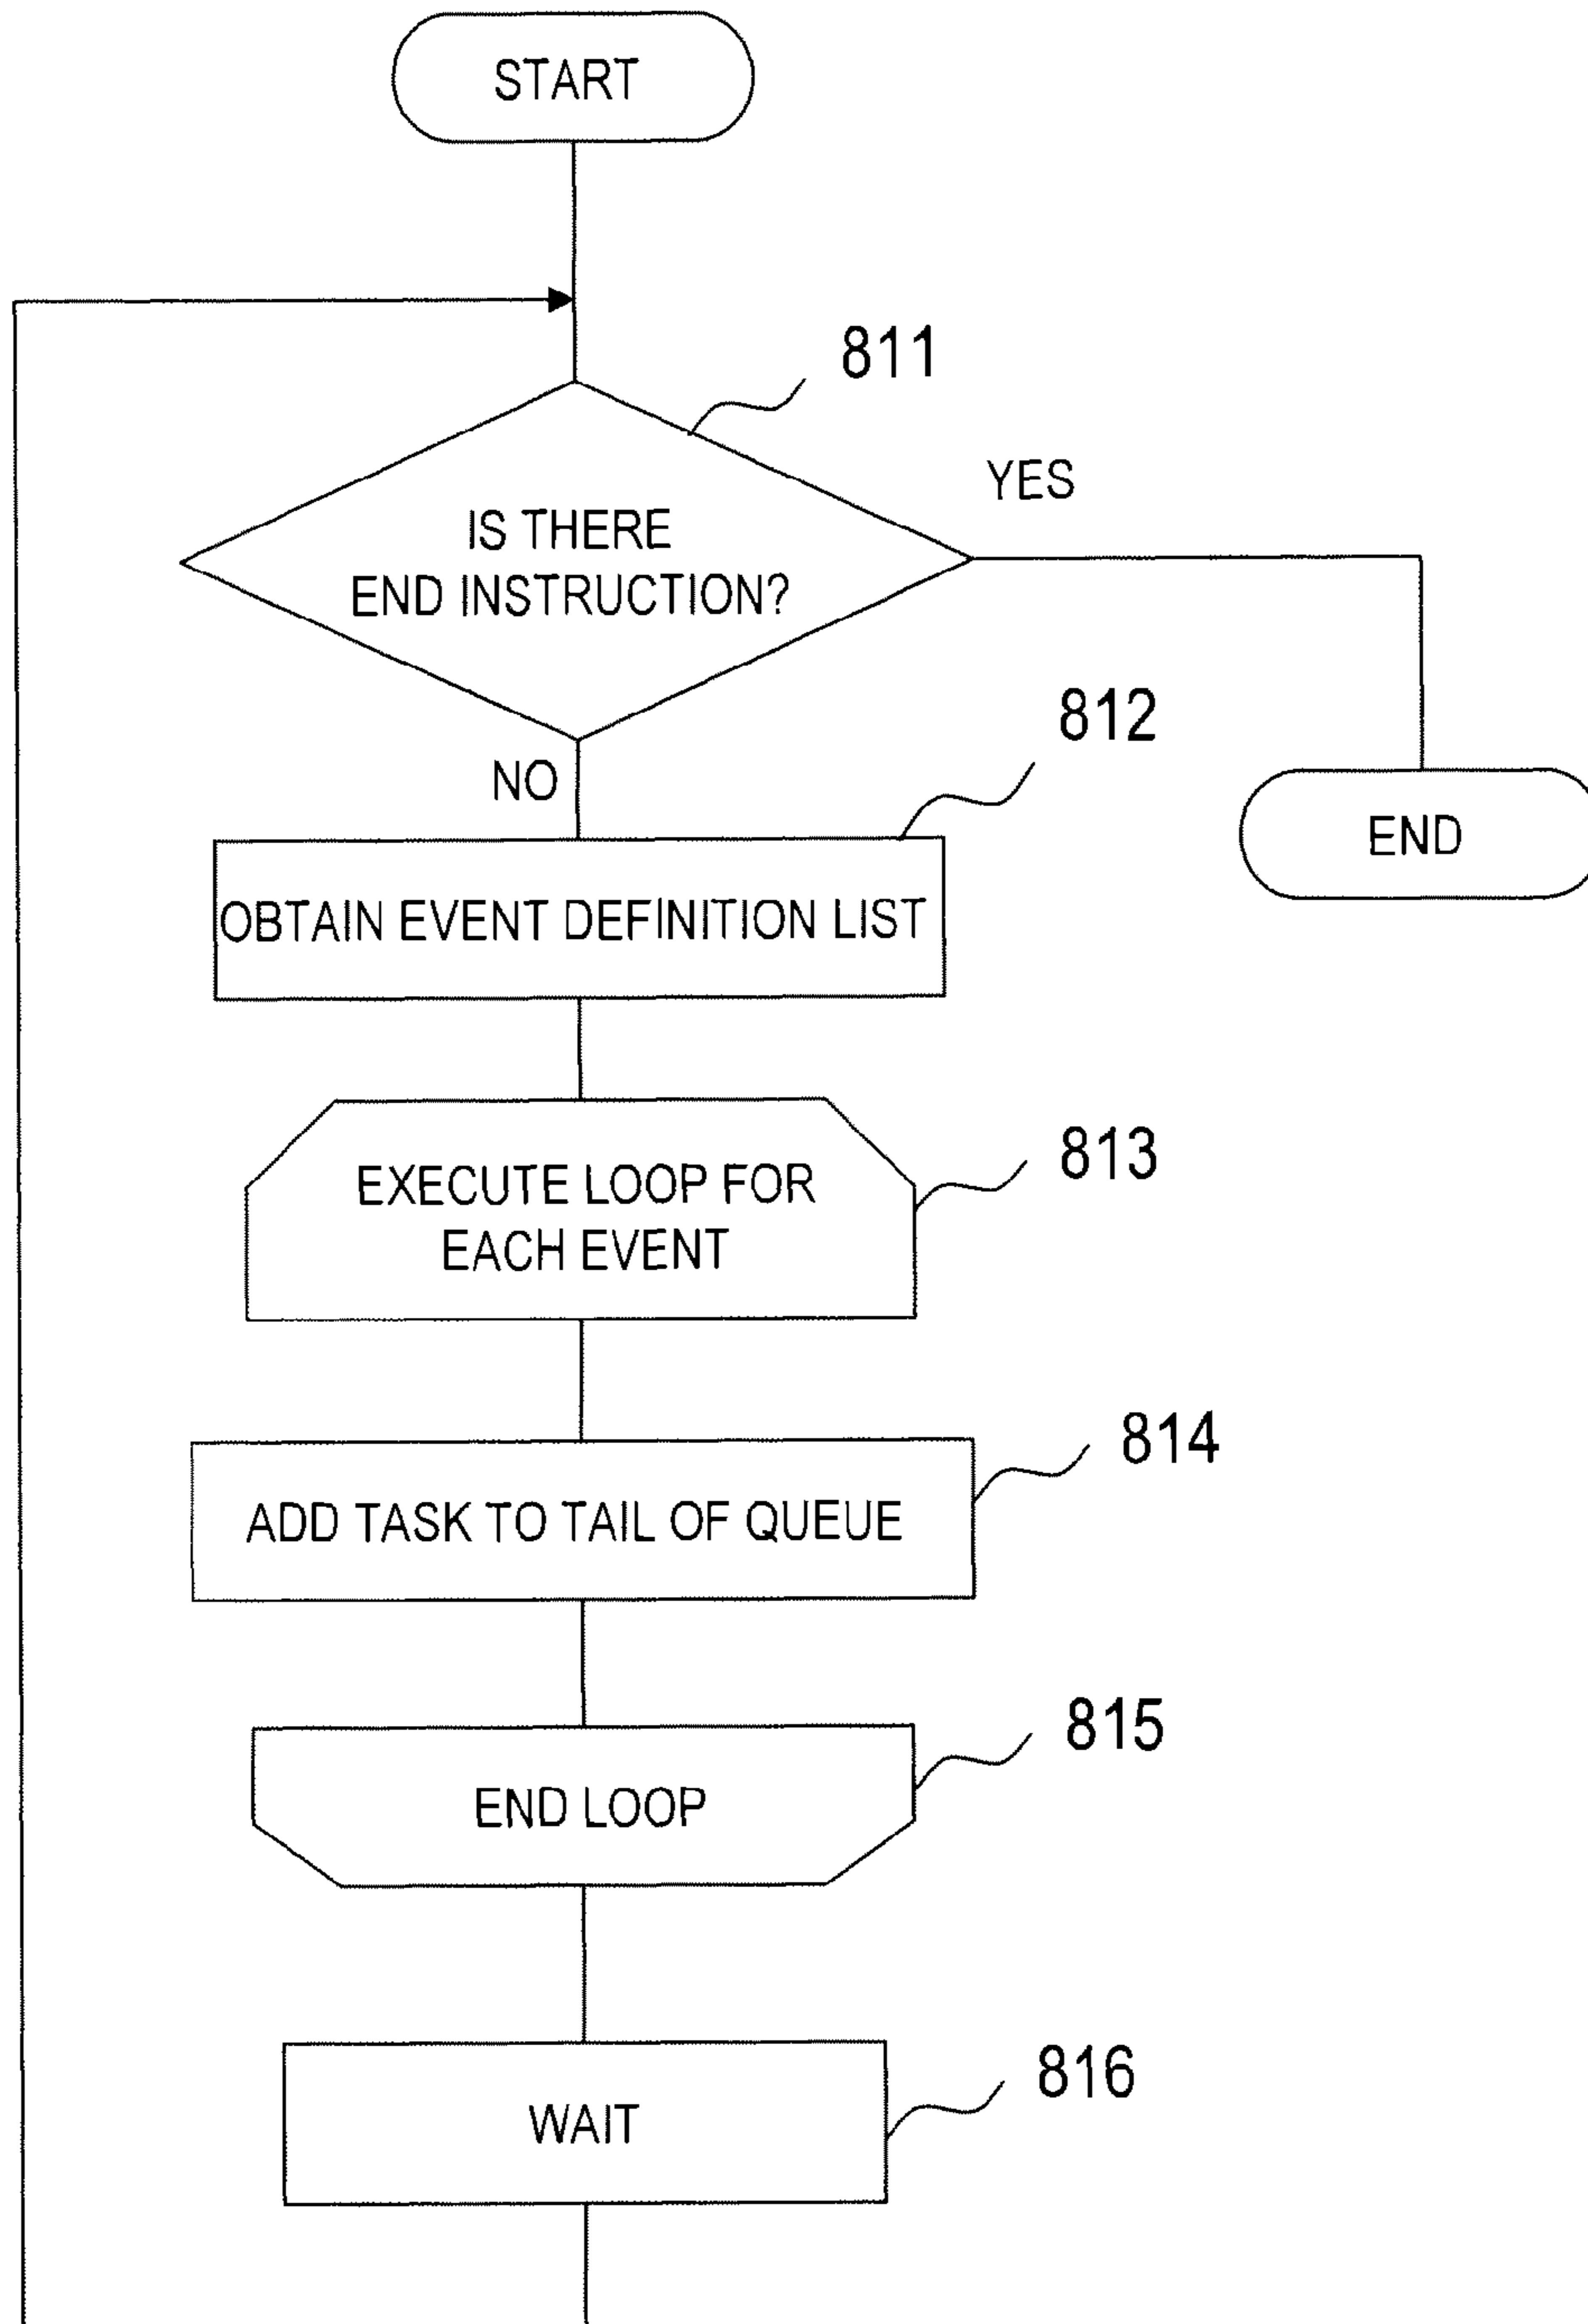 START
811
YES
IS THERE
END INSTRUCTION?
812
NO
END
OBTAIN EVENT DEFINITION LIST
813
EXECUTE LOOP FOR
EACH EVENT
814
ADD TASK TO TAIL OF QUEUE
815
END LOOP
816
WAIT